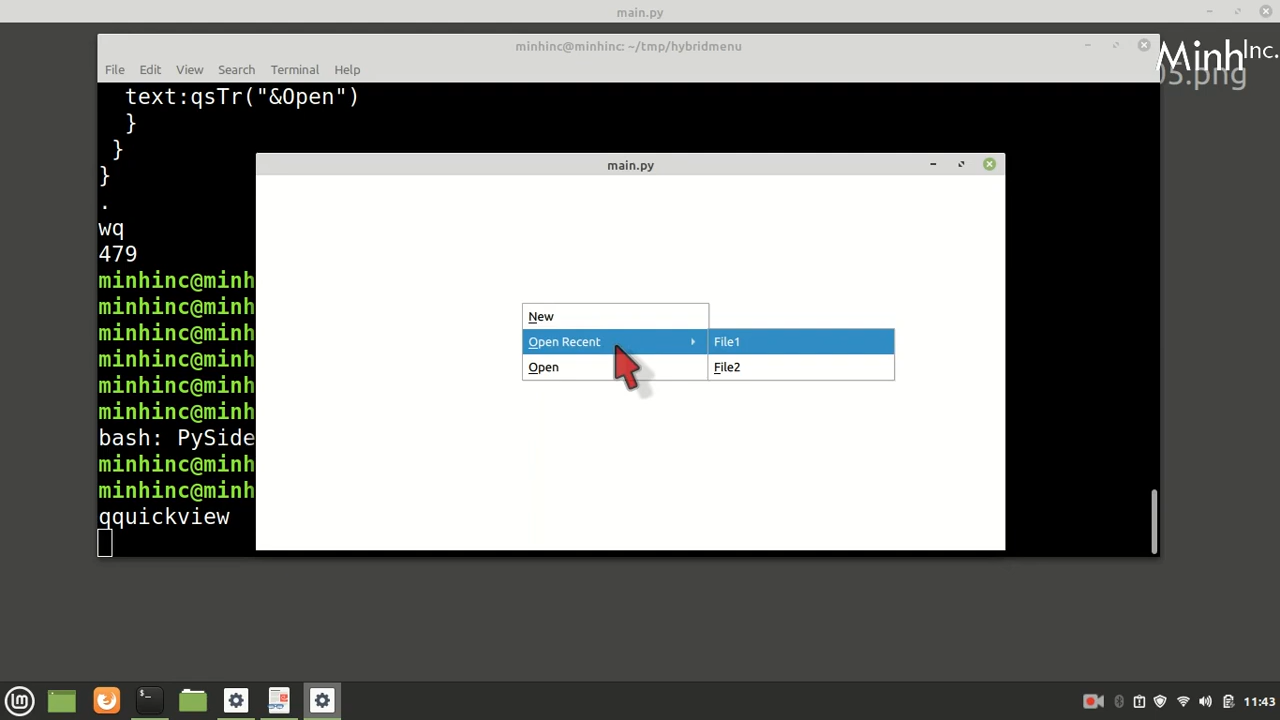 main.py
minhinc@minhinc: ~/tmp/hybridmenu
MinhInc.
05.png
File Edit View Search Terminal Help
text:qsTr("&Open")
}
}
}
.
wq
479
minhinc@minh
minhinc@minh
minhinc@minh
minhinc@minh
minhinc@minh
minhinc@minh
bash: PySide
minhinc@minh
minhinc@minh
qquickview
main.py
New
Open Recent
Open
File1
File2
11:43